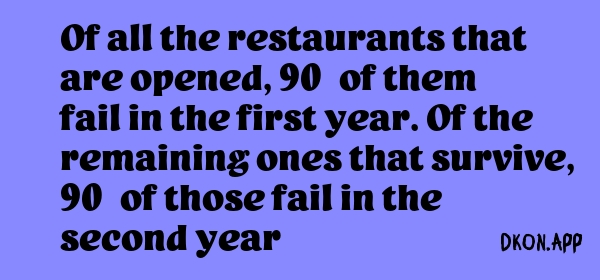 Of all the restaurants that
are opened, 90 of them
fail in the first year. Of the
remaining ones that survive,
90 of those fail in the
second year
DKON.APP